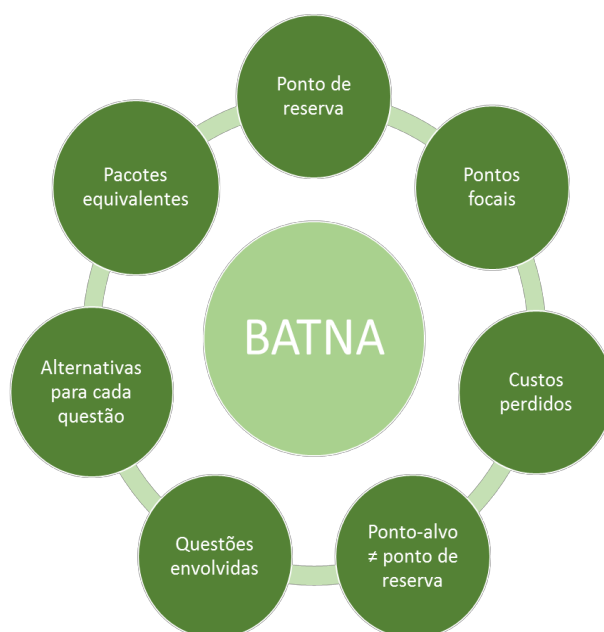 Ponto de
reserva
Pontos
focais
Custos
perdidos
Ponto-alvo
≠ ponto de
reserva
Questões
envolvidas
Alternativas
para cada
questão
Pacotes
equivalentes
BATNA